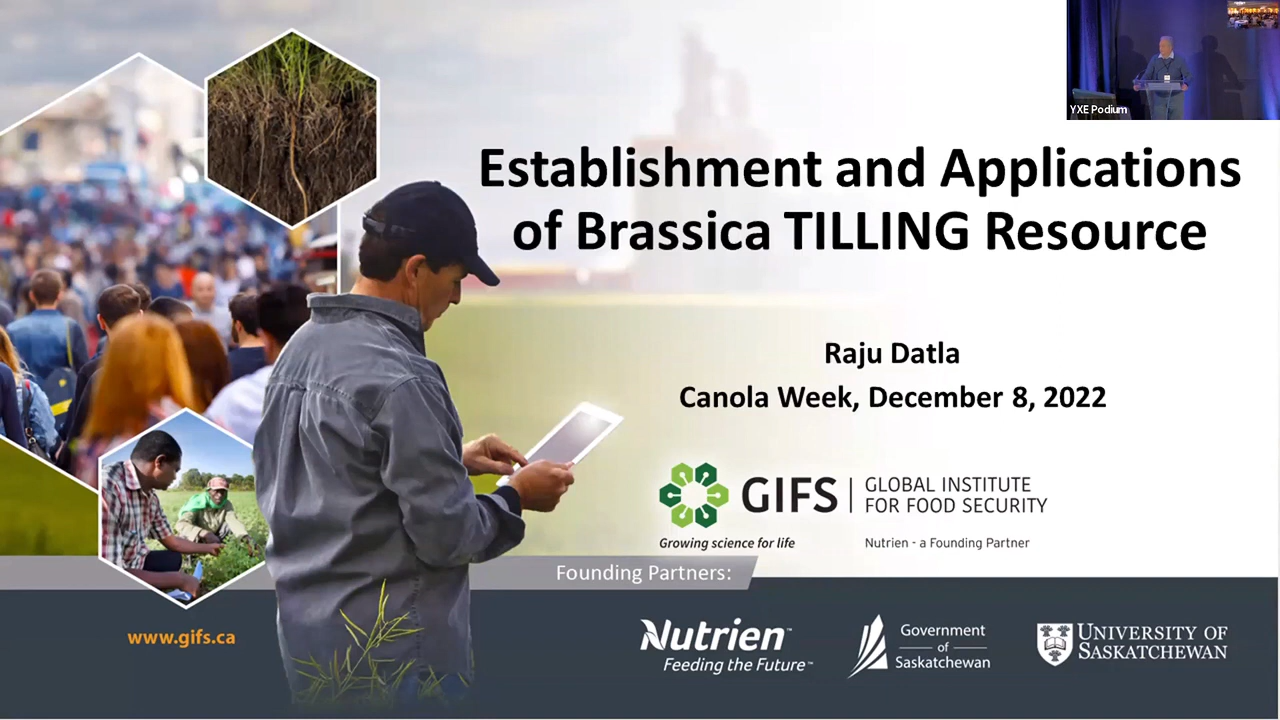 YXE Podium
Establishment and Applications
of Brassica TILLING Resource
Raju Datla
Canola Week, December 8, 2022
GIFS | GLOBAL INSTITUTE
FOR FOOD SECURITY
Growing science for life
Nutrien - a Founding Partner
Founding Partners:
www.gifs.ca
Nutrien™
Feeding the Future™
Government
of
Saskatchewan
UNIVERSITY OF
SASKATCHEWAN